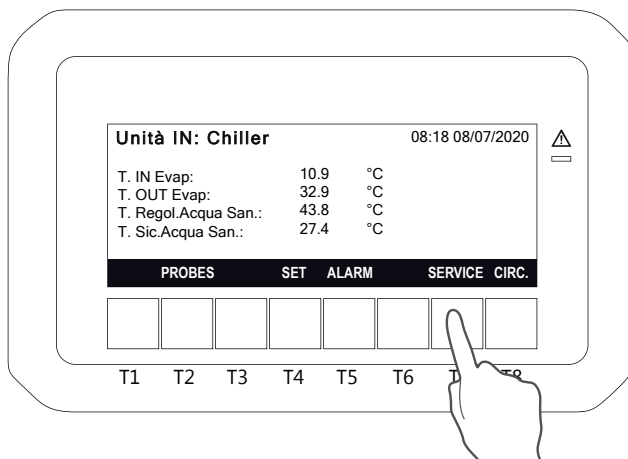 Unità IN: Chiller 08:18 08/07/2020
T. IN Evap: 10.9 °C
T. OUT Evap: 32.9 °C
T. Regol.Acqua San.: 43.8 °C
T. Sic.Acqua San.: 27.4 °C
PROBES SET ALARM SERVICE CIRC.
T1 T2 T3 T4 T5 T6 T8